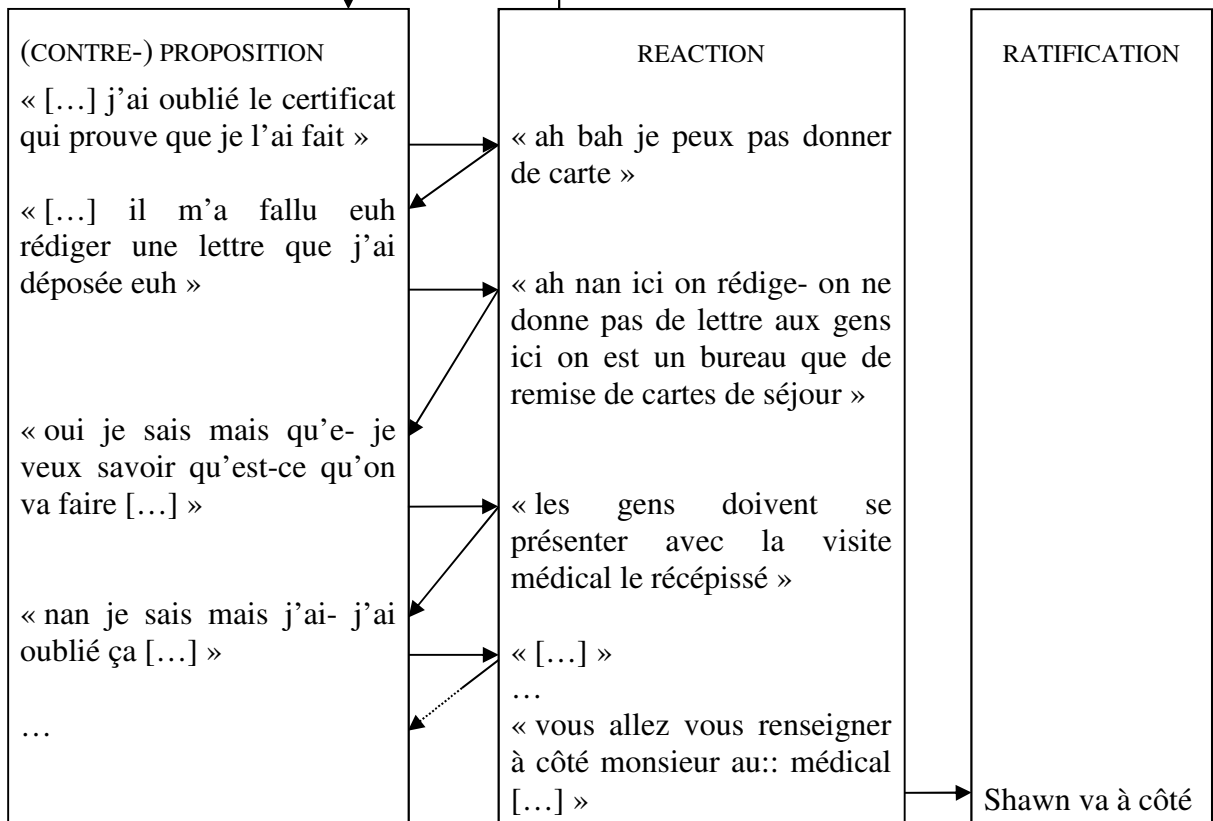 (CONTRE-) PROPOSITION
« […] j'ai oublié le certificat
qui prouve que je l'ai fait »
« […] il m'a fallu euh
rédiger une lettre que j'ai
déposée euh »
« oui je sais mais qu'e- je
veux savoir qu'est-ce qu'on
va faire […] »
« nan je sais mais j'ai- j'ai
oublié ça […] »
…
REACTION
« ah bah je peux pas donner
de carte »
« ah nan ici on rédige- on ne
donne pas de lettre aux gens
ici on est un bureau que de
remise de cartes de séjour »
« les gens doivent se
présenter avec la visite
médical le récépissé »
« […] »
…
« vous allez vous renseigner
à côté monsieur au:: médical
[…] »
RATIFICATION
Shawn va à côté